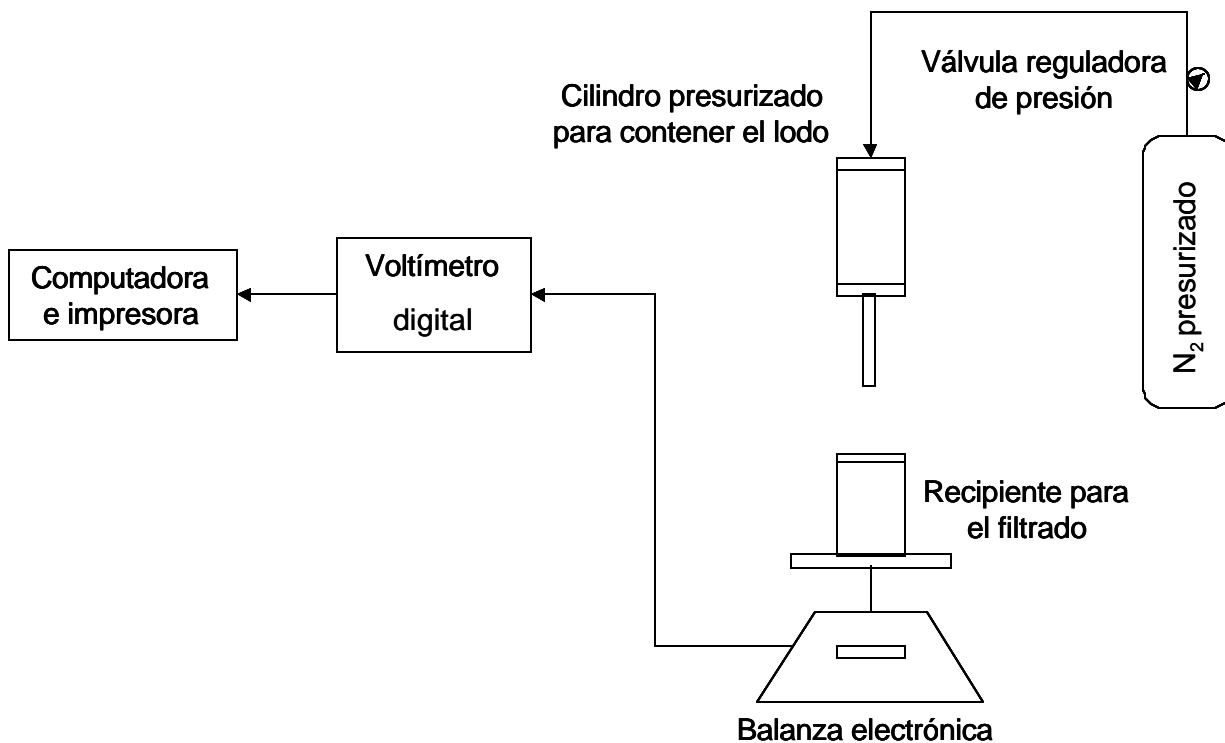 Válvula reguladora
de presión
Cilindro presurizado
para contener el lodo
N₂ presurizado
Voltímetro
digital
Computadora
e impresora
Recipiente para
el filtrado
Balanza electrónica